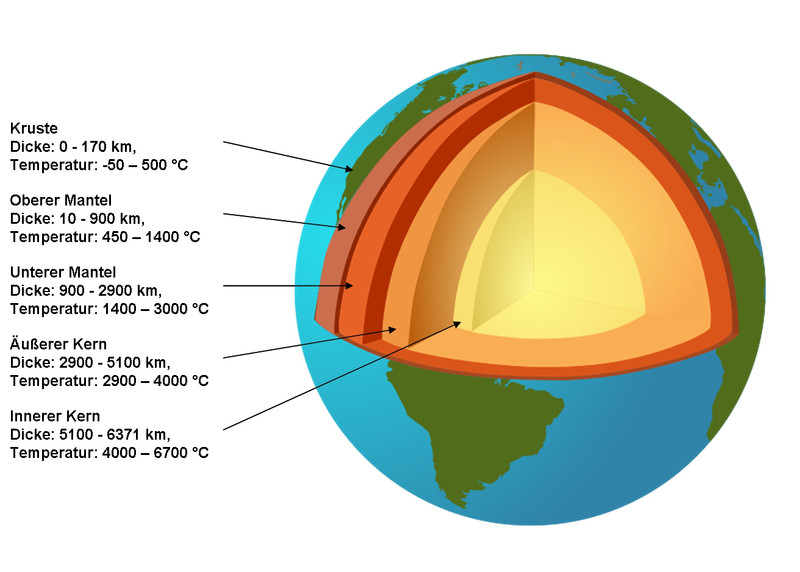 Kruste
Dicke: 0 - 170 km,
Temperatur: -50 – 500 °C
Oberer Mantel
Dicke: 10 - 900 km,
Temperatur: 450 – 1400 °C
Unterer Mantel
Dicke: 900 - 2900 km,
Temperatur: 1400 – 3000 °C
Äußerer Kern
Dicke: 2900 - 5100 km,
Temperatur: 2900 – 4000 °C
Innerer Kern
Dicke: 5100 - 6371 km,
Temperatur: 4000 – 6700 °C